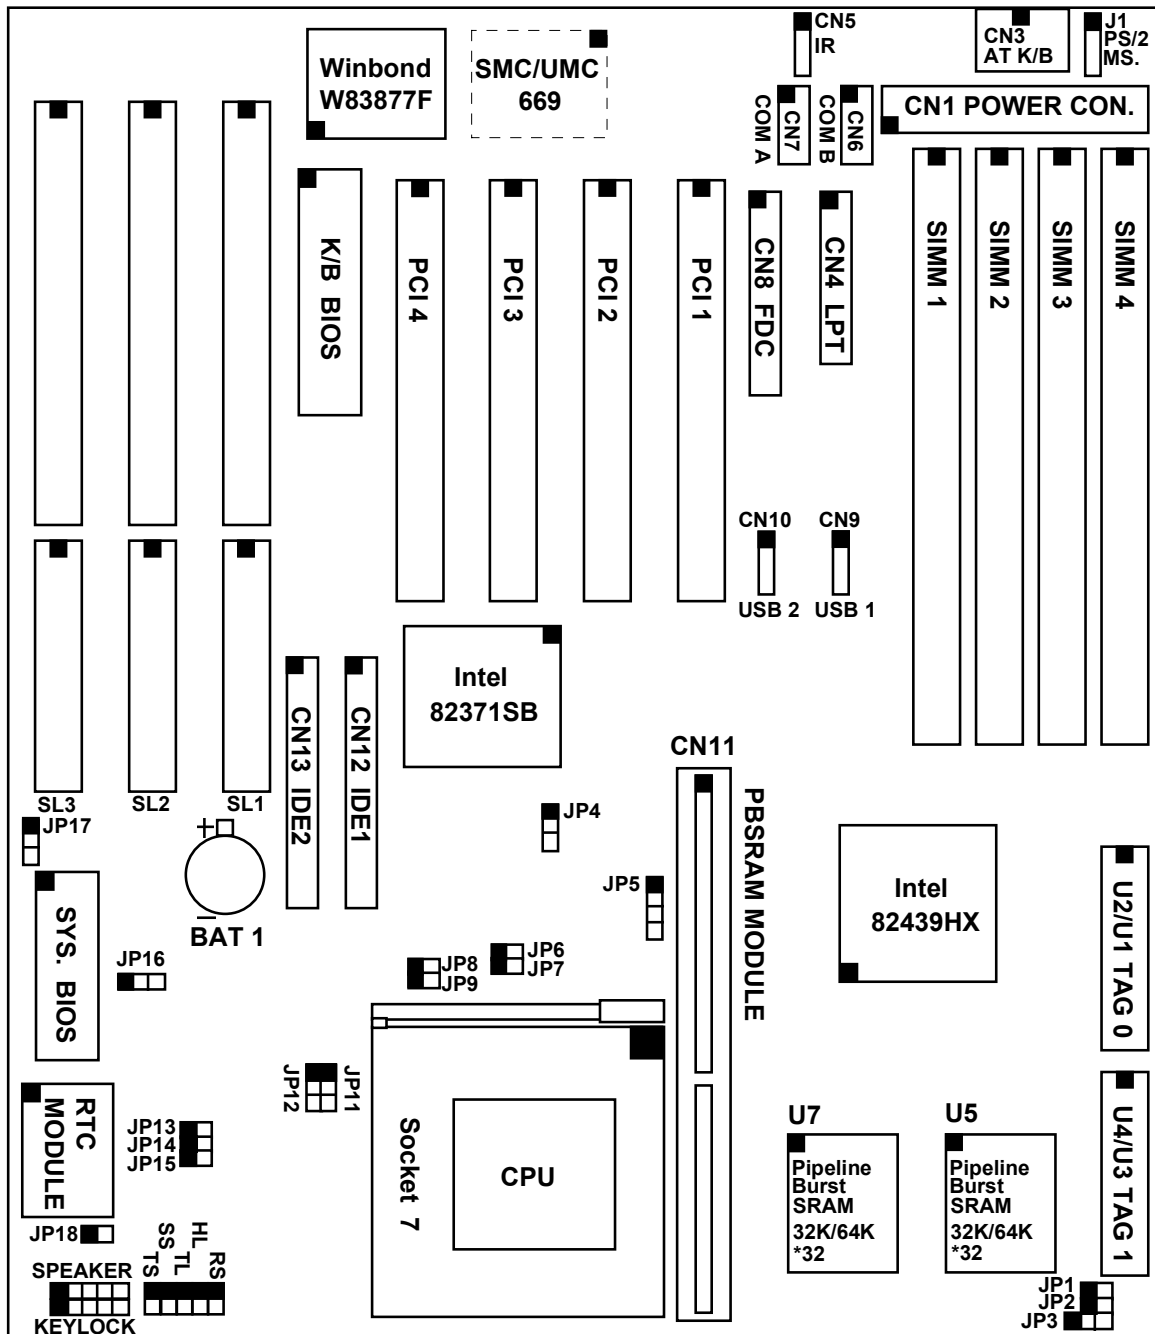 CN5
IR
CN3
AT K/B
J1
PS/2
MS.
Winbond
W83877F
SMC/UMC
669
COM A
CN7
COM B
CN6
CN1 POWER CON.
K/B BIOS
PCI 4
PCI 3
PCI 2
PCI 1
CN8 FDC
CN4 LPT
SIMM 1
SIMM 2
SIMM 3
SIMM 4
CN10
CN9
USB 2
USB 1
Intel
82371SB
CN13 IDE2
CN12 IDE1
CN11
PBSRAM MODULE
SL3
SL2
SL1
JP17
+
−
BAT 1
JP4
JP5
Intel
82439HX
U2/U1 TAG 0
SYS. BIOS
JP16
JP8
JP9
JP6
JP7
JP12
JP11
RTC
MODULE
JP13
JP14
JP15
Socket 7
CPU
U7
U5
Pipeline
Burst
SRAM
32K/64K
*32
Pipeline
Burst
SRAM
32K/64K
*32
U4/U3 TAG 1
JP18
TS
SS
TL
HL
RS
SPEAKER
KEYLOCK
JP1
JP2
JP3